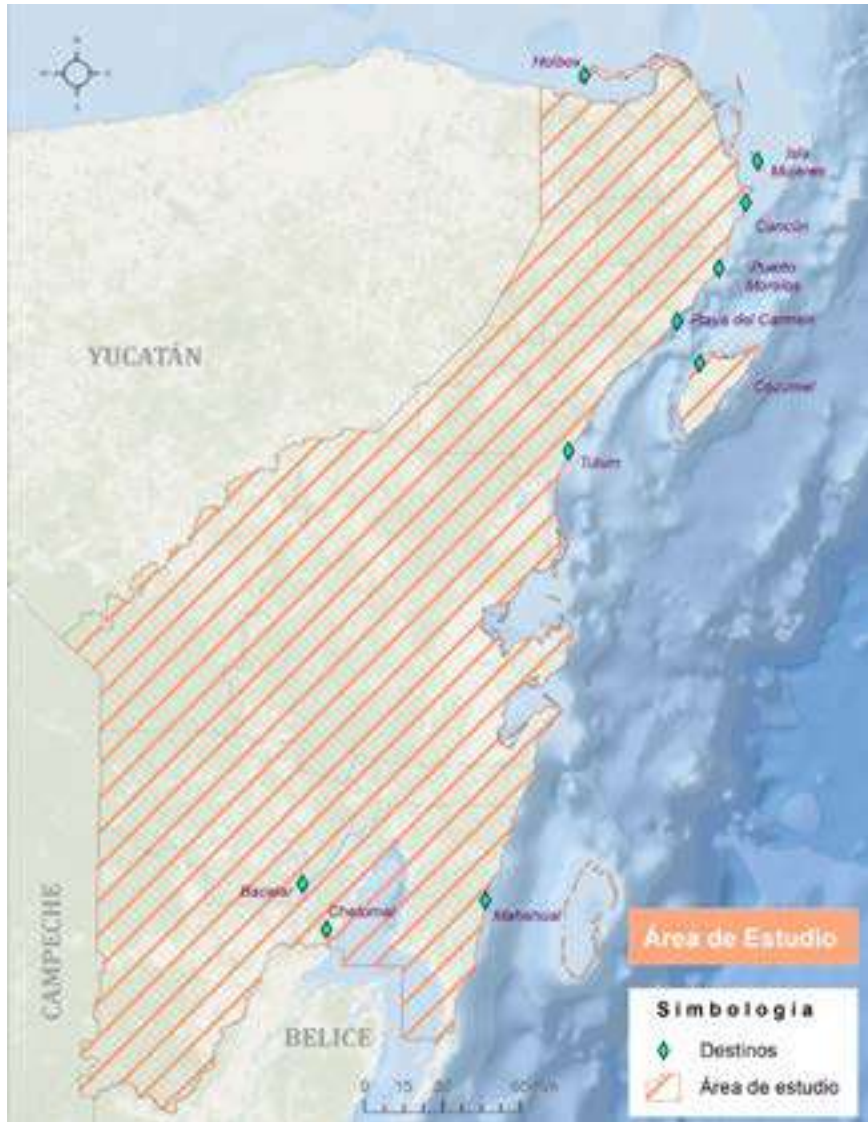 Holbox
Isla
Mujeres
Cancún
Puerto
Morelos
Playa del Carmen
Cozumel
YUCATÁN
Tulum
Bacalar
Chetumal
Mahahual
CAMPECHE
BELICE
Área de Estudio
Simbología
Destinos
Área de estudio
0